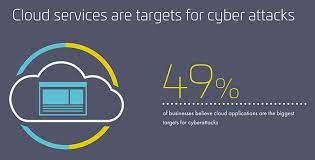 Cloud services are targets for cyber attacks
49%
of businesses believe cloud applications are the biggest
targets for cyberattacks